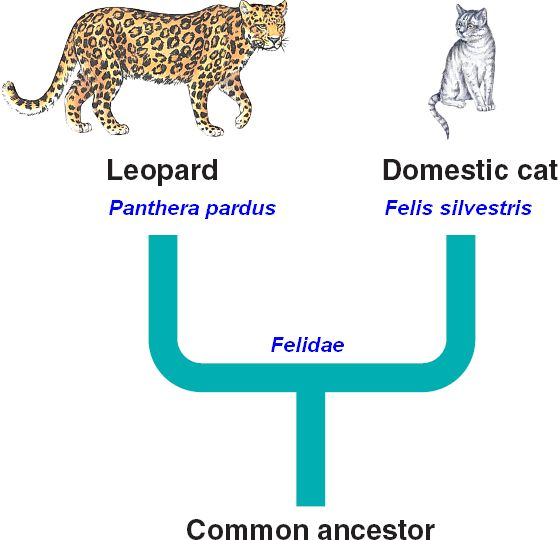 Leopard
Domestic cat
Panthera pardus
Felis silvestris
Felidae
Common ancestor